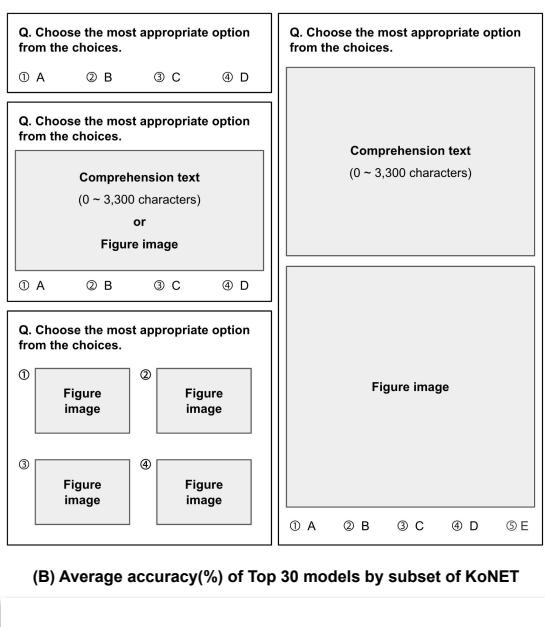 Q. Choose the most appropriate option
from the choices.
① A ② B ③ C ④ D
Q. Choose the most appropriate option
from the choices.
Comprehension text
(0 ~ 3,300 characters)
or
Figure image
① A ② B ③ C ④ D
Q. Choose the most appropriate option
from the choices.
① Figure
image
② Figure
image
③ Figure
image
④ Figure
image
Q. Choose the most appropriate option
from the choices.
Comprehension text
(0 ~ 3,300 characters)
Figure image
① A ② B ③ C ④ D ⑤ E
(B) Average accuracy(%) of Top 30 models by subset of KoNET